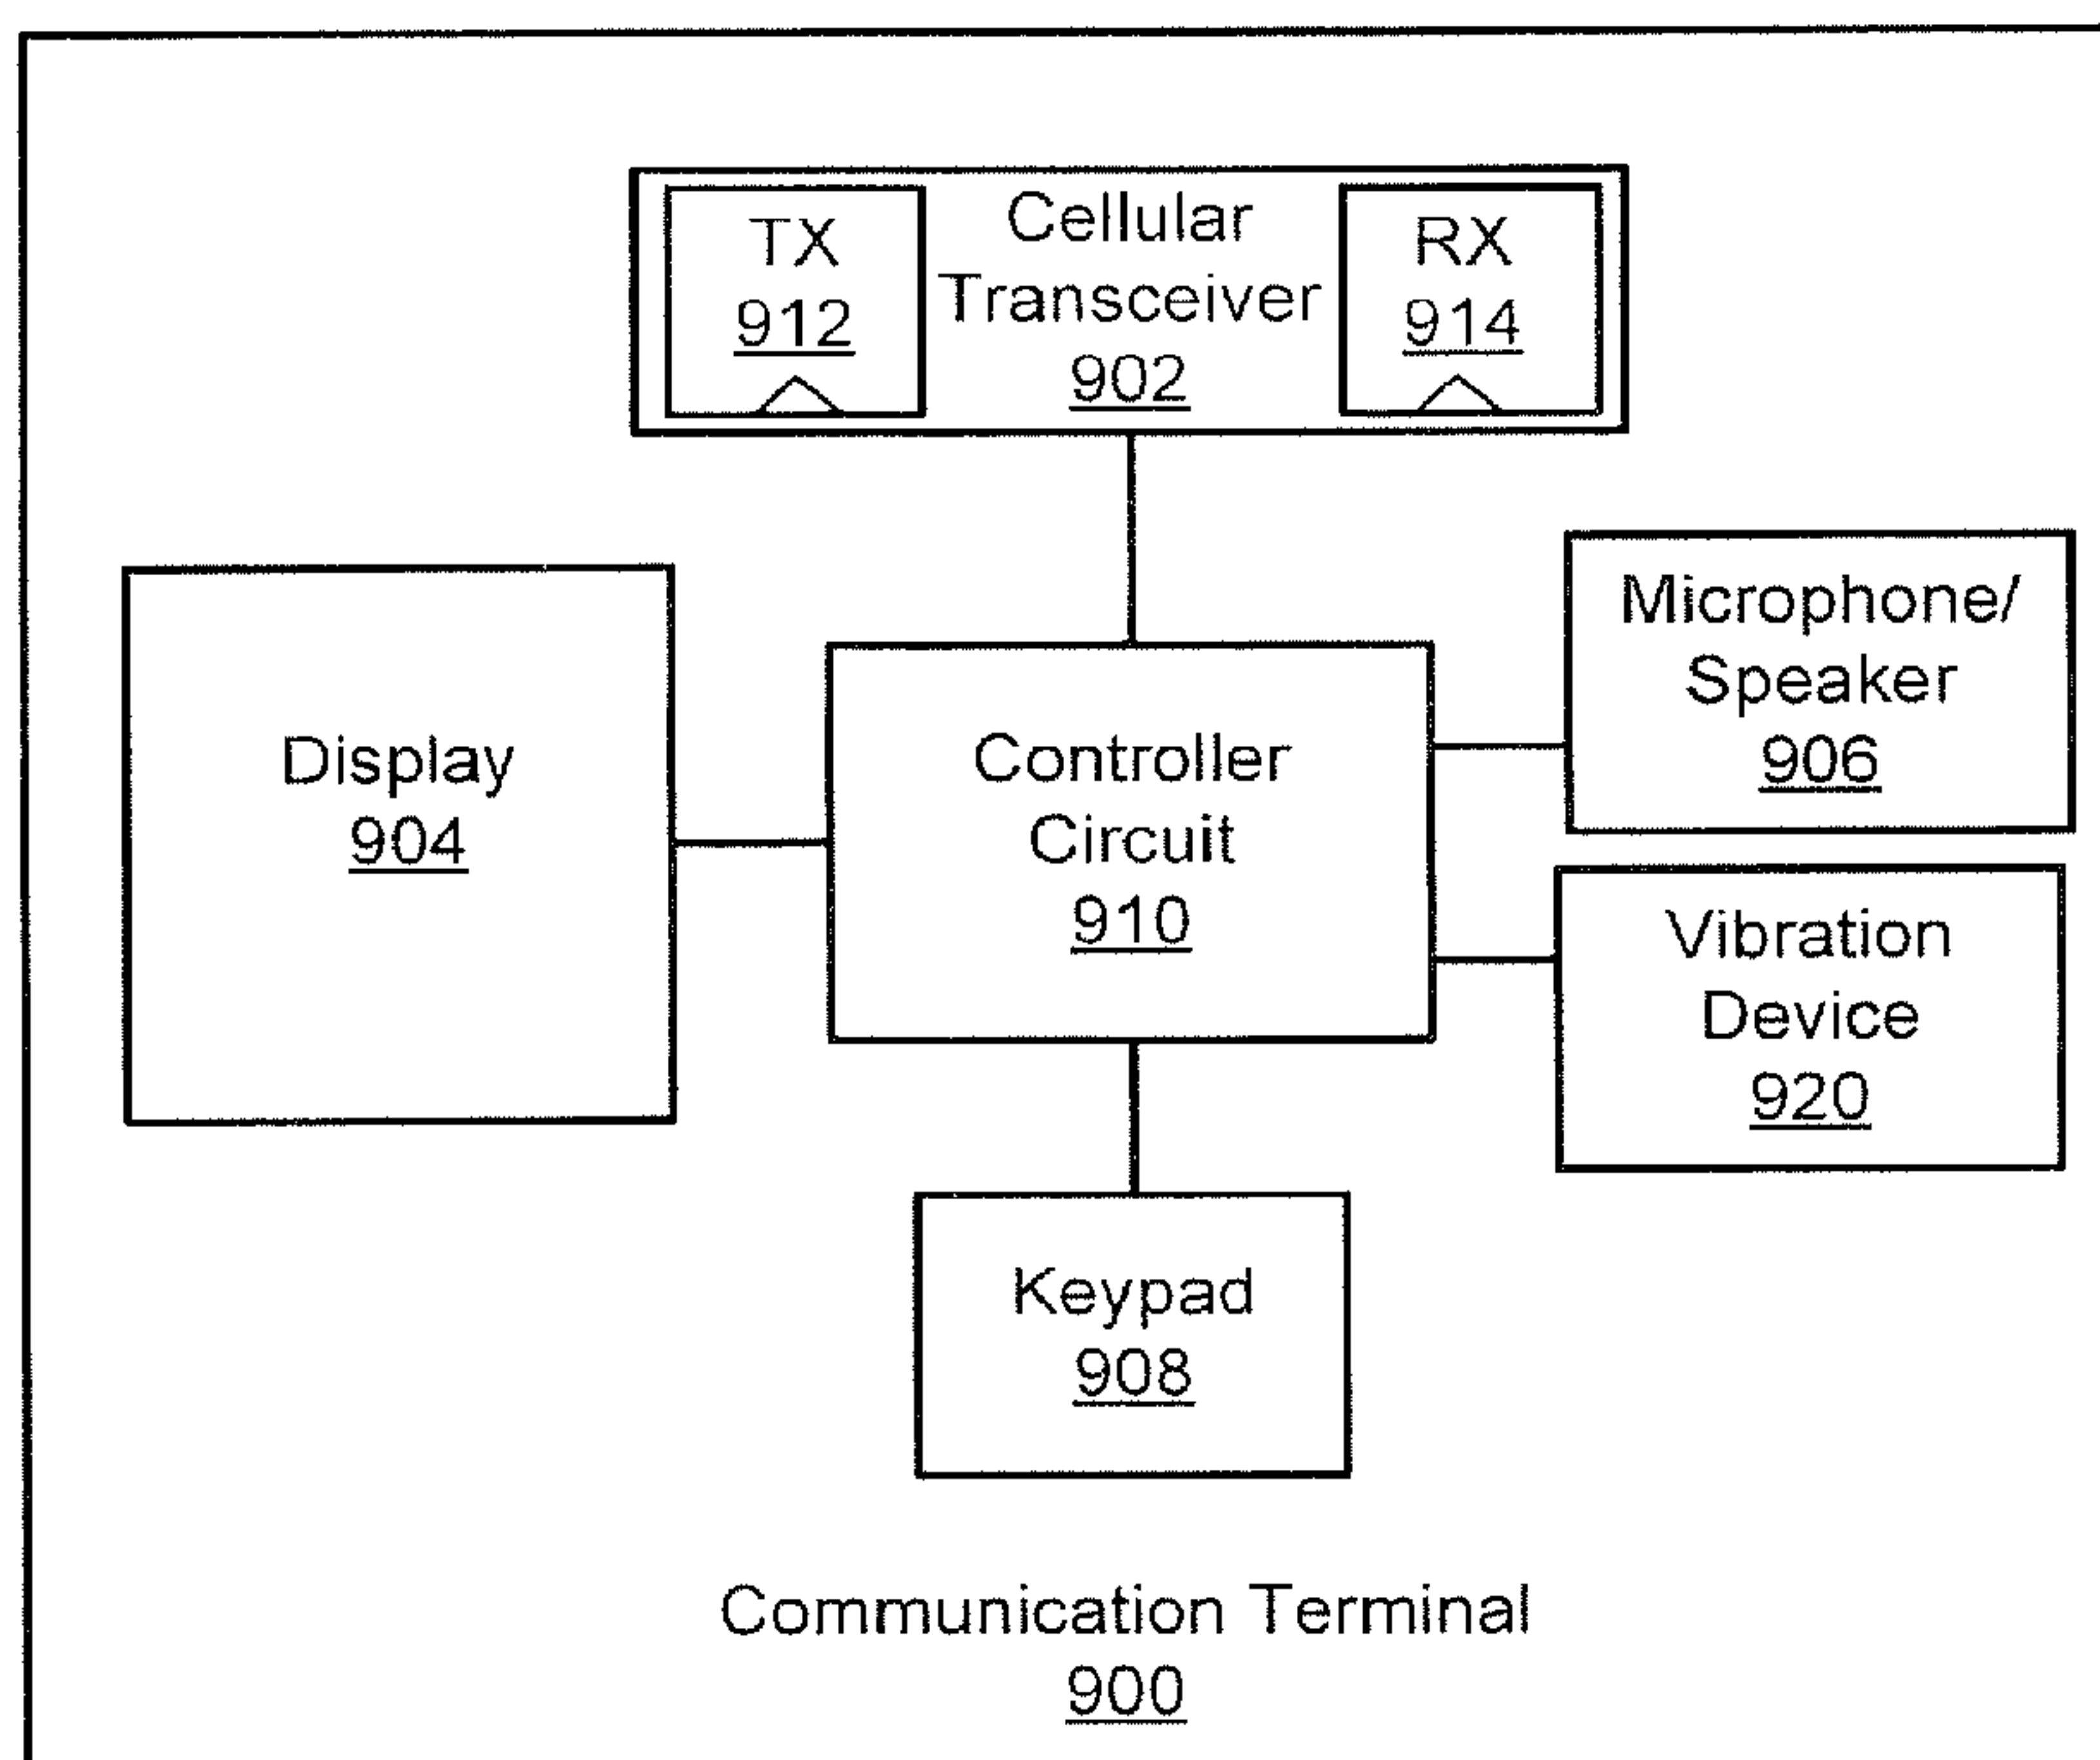 TX
912
Cellular
Transceiver
902
RX
914
Display
904
Controller
Circuit
910
Microphone/
Speaker
906
Vibration
Device
920
Keypad
908
Communication Terminal
900